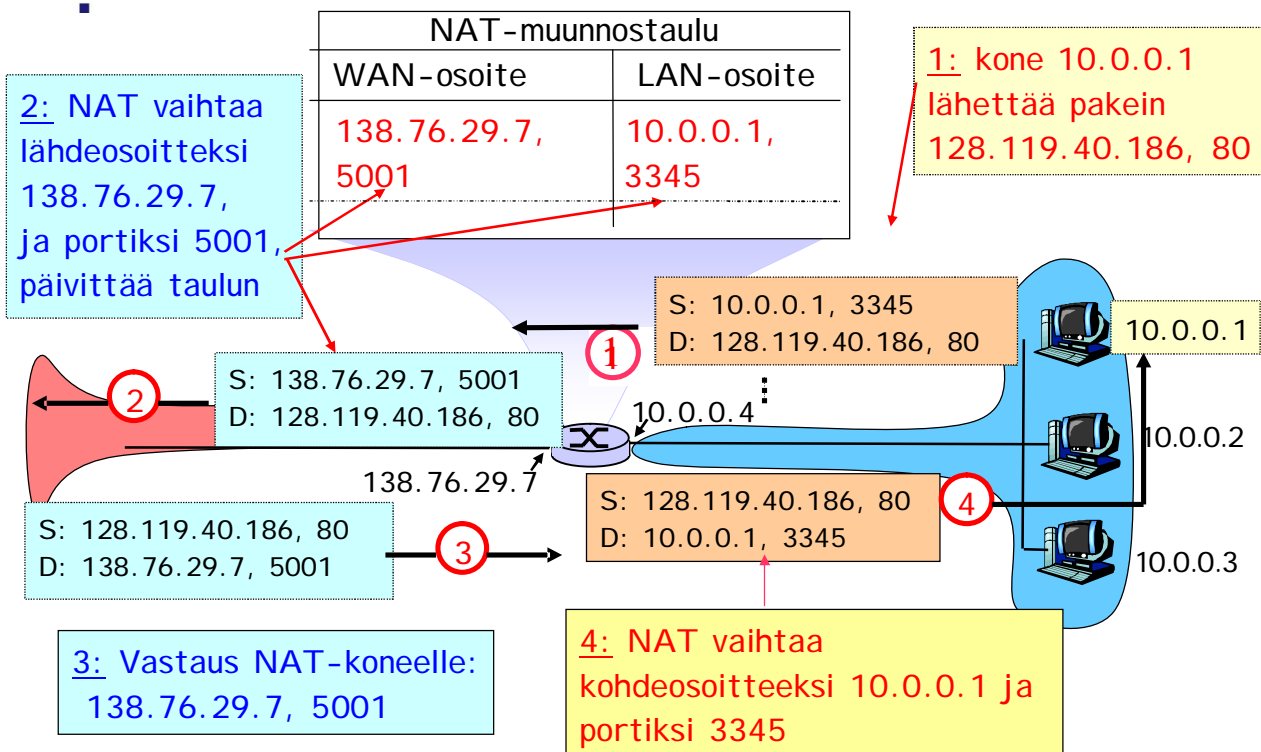 NAT-muunnostaulu
WAN-osoite
LAN-osoite
138.76.29.7,
5001
10.0.0.1,
3345
1: kone 10.0.0.1
lähettää pakein
128.119.40.186, 80
2: NAT vaihtaa
lähdeosoitteksi
138.76.29.7,
ja portiksi 5001,
päivittää taulun
S: 10.0.0.1, 3345
D: 128.119.40.186, 80
1
1
10.0.0.1
S: 138.76.29.7, 5001
D: 128.119.40.186, 80
2
10.0.0.4
10.0.0.2
138.76.29.7
S: 128.119.40.186, 80
D: 10.0.0.1, 3345
4
S: 128.119.40.186, 80
D: 138.76.29.7, 5001
3
10.0.0.3
3: Vastaus NAT-koneelle:
138.76.29.7, 5001
4: NAT vaihtaa
kohdeosoitteeksi 10.0.0.1 ja
portiksi 3345